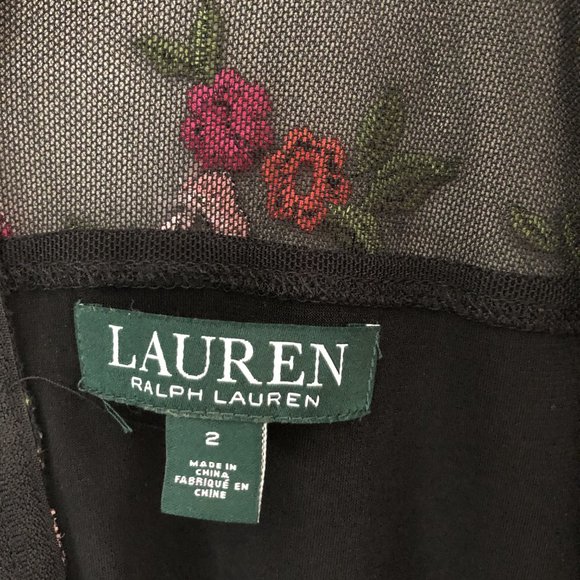 LAUREN
RALPH LAUREN
2
MADE IN
CHINA
FABRIQUÉ EN
CHINE